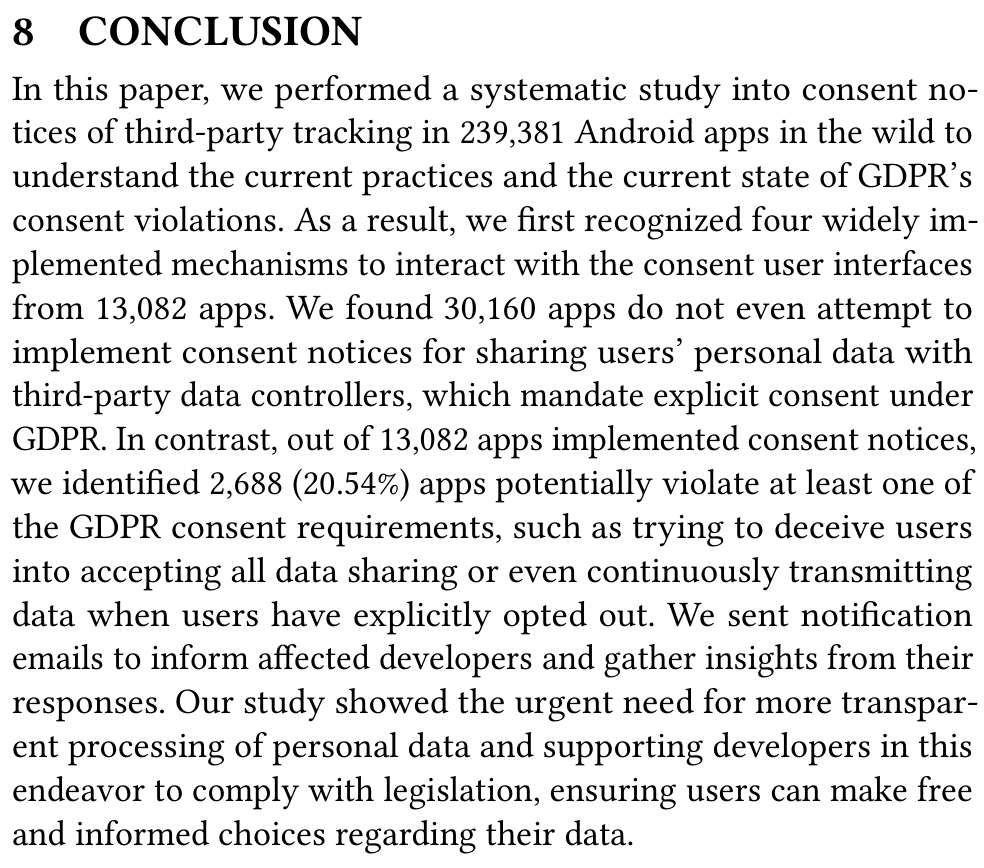 8 CONCLUSION
In this paper, we performed a systematic study into consent no-
tices of third-party tracking in 239,381 Android apps in the wild to
understand the current practices and the current state of GDPR’s
consent violations. As a result, we first recognized four widely im-
plemented mechanisms to interact with the consent user interfaces
from 13,082 apps. We found 30,160 apps do not even attempt to
implement consent notices for sharing users’ personal data with
third-party data controllers, which mandate explicit consent under
GDPR. In contrast, out of 13,082 apps implemented consent notices,
we identified 2,688 (20.54%) apps potentially violate at least one of
the GDPR consent requirements, such as trying to deceive users
into accepting all data sharing or even continuously transmitting
data when users have explicitly opted out. We sent notification
emails to inform affected developers and gather insights from their
responses. Our study showed the urgent need for more transpar-
ent processing of personal data and supporting developers in this
endeavor to comply with legislation, ensuring users can make free
and informed choices regarding their data.